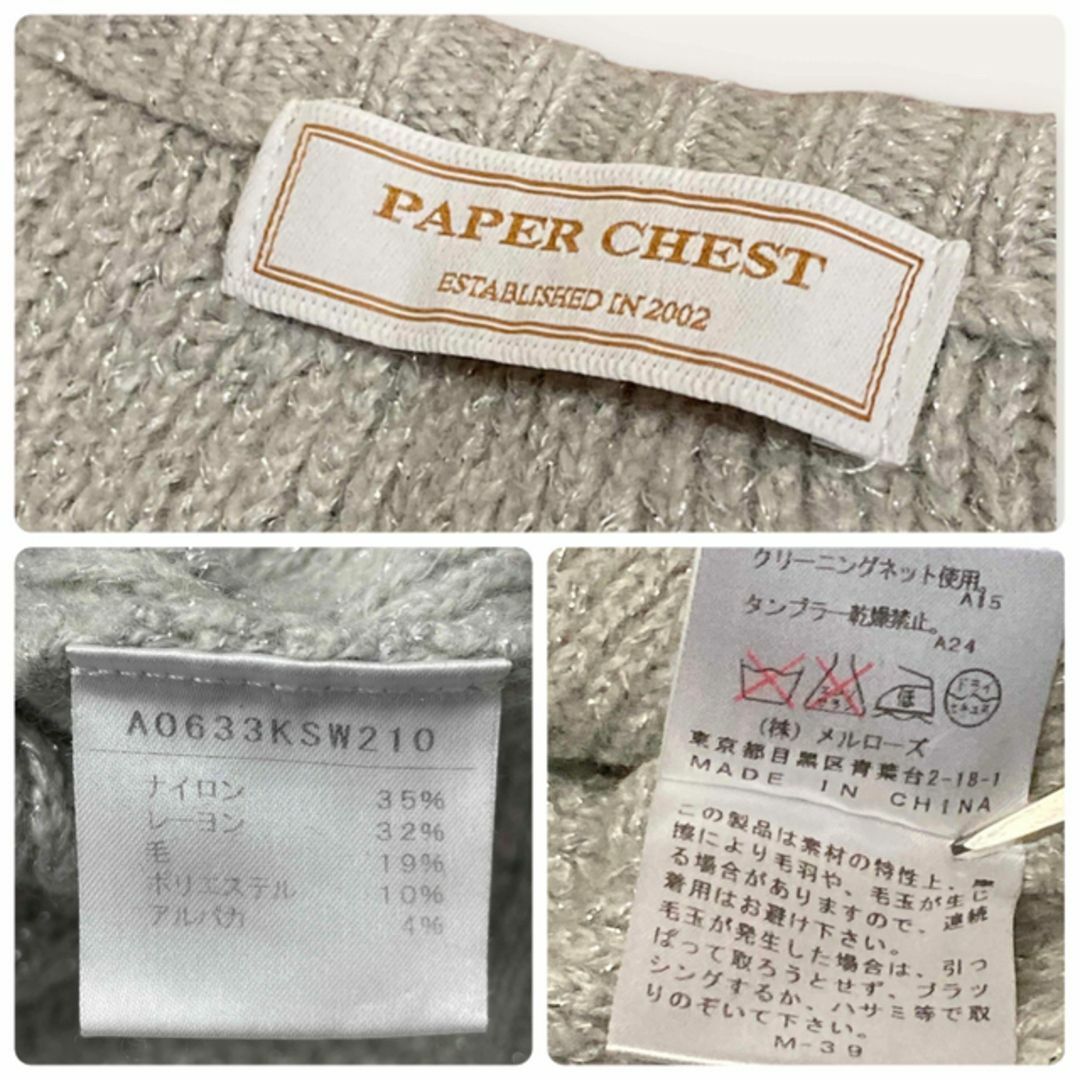 PAPER CHEST
ESTABLISHED IN 2002
A0633KSW210
ナイロン 35%
レーヨン 32%
毛 19%
ポリエステル 10%
アルパカ 4%
クリーニングネット使用。
A15
タンブラー乾燥禁止。
A24
低 ドライ
(株) メルローズ
東京都目黒区青葉台2-18-1
MADE IN CHINA
この製品は素材の特性上、摩
擦により毛羽や、毛玉が生じ
る場合がありますので、連続
着用はお避け下さい。
毛玉が発生した場合は、引っ
ぱって取ろうとせず、ブラッ
シングするか、ハサミ等で取
りのぞいて下さい。
M-39